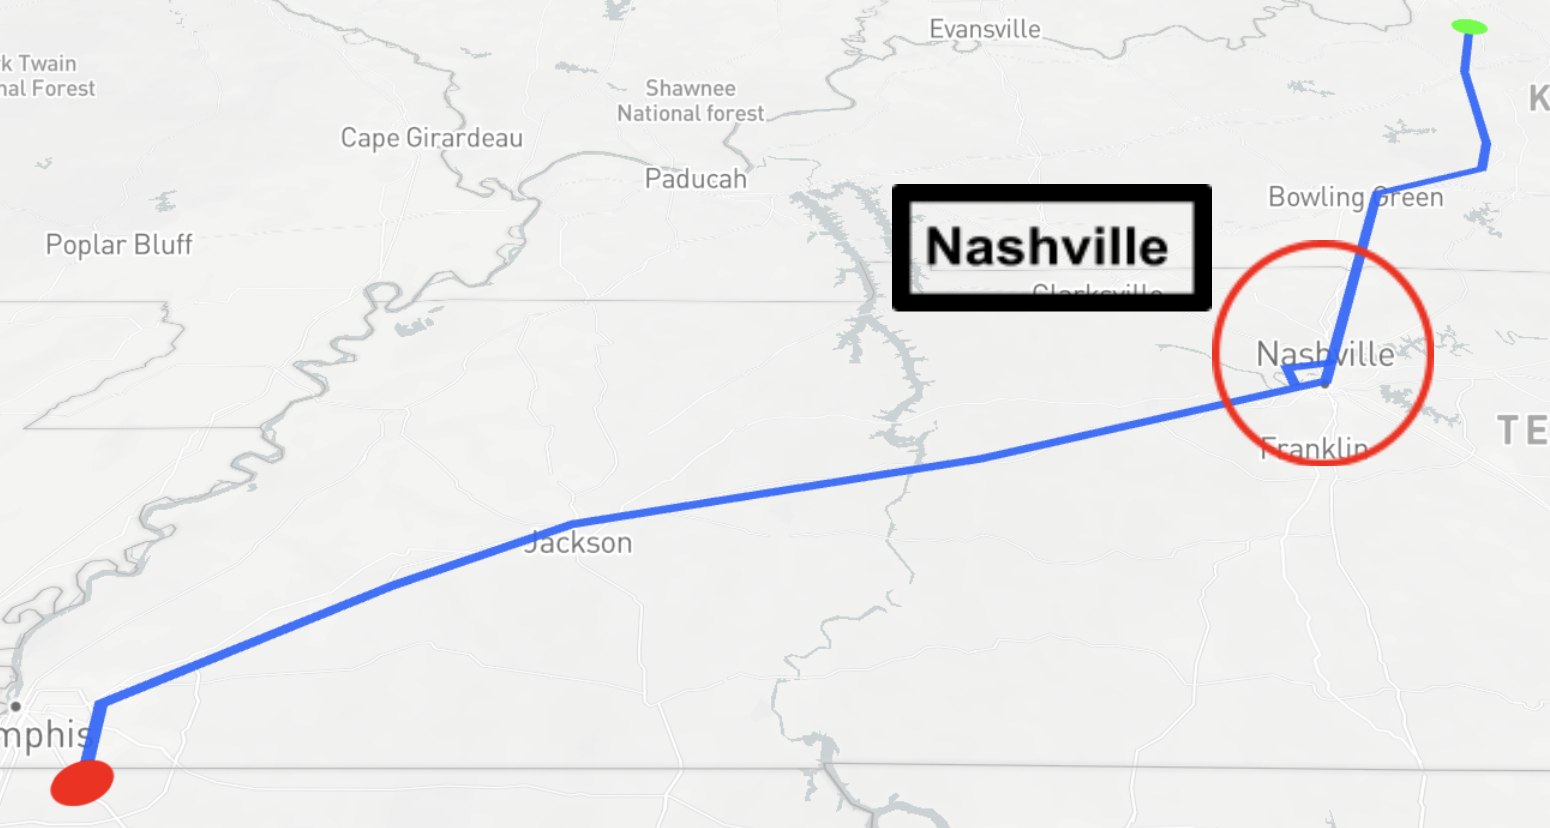 Evansville
k Twain
nal Forest
Shawnee
National forest
K
Cape Girardeau
Paducah
Bowling Green
Poplar Bluff
Nashville
Clarksville
Nashville
TE
Franklin
Jackson
mphis